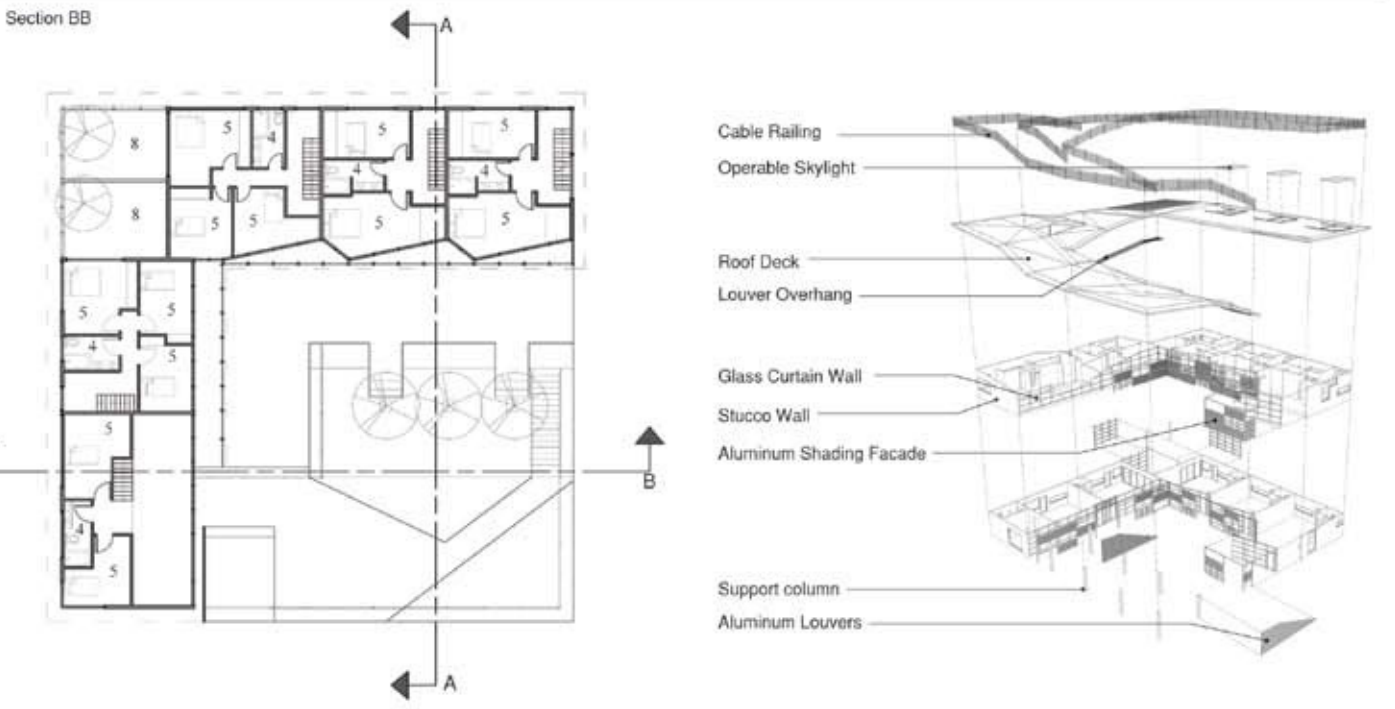 Section BB
A
8
5
4
5
5
8
4
4
5
5
5
5
5
5
4
5
5
B
4
5
A
Cable Railing
Operable Skylight
Roof Deck
Louver Overhang
Glass Curtain Wall
Stucco Wall
Aluminum Shading Facade
Support column
Aluminum Louvers